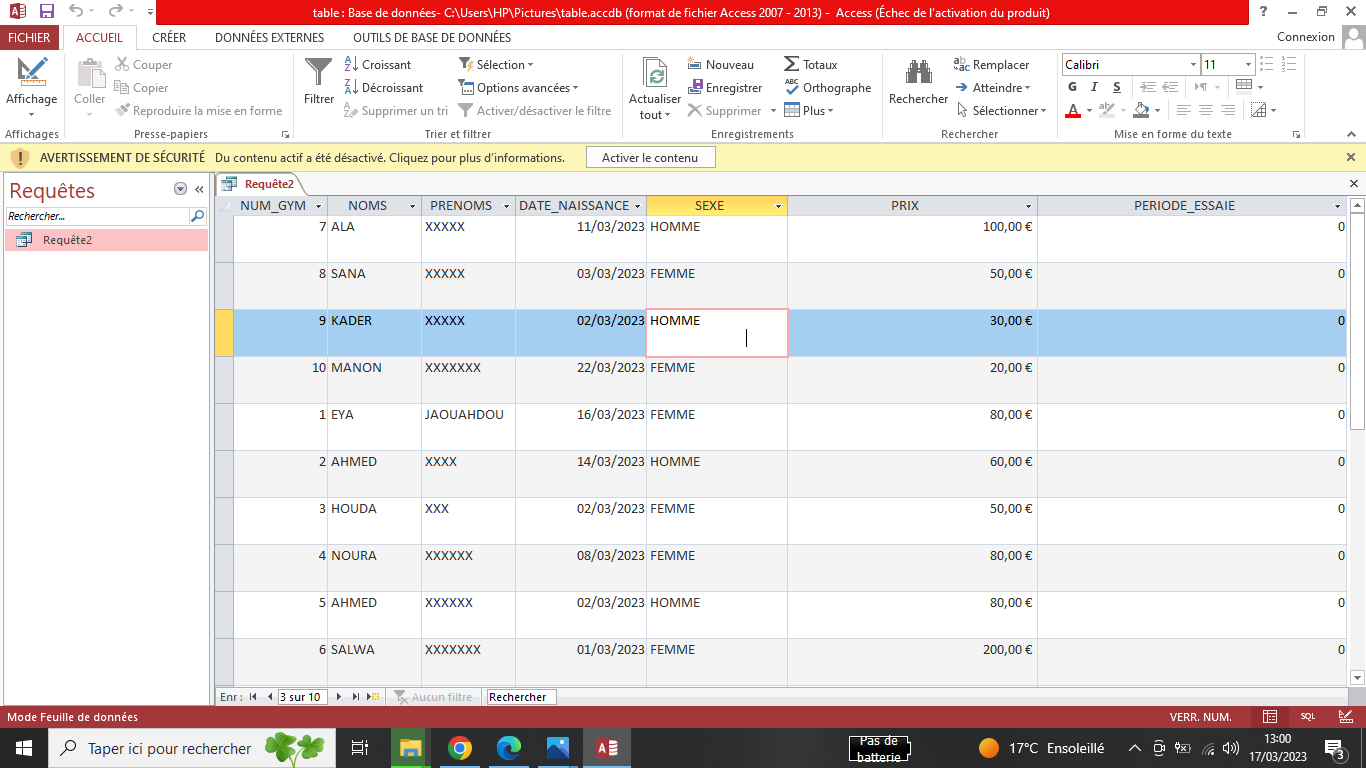 table : Base de données- C:\Users\HP\Pictures\table.accdb (format de fichier Access 2007 - 2013) - Access (Échec de l'activation du produit)
FICHIER ACCUEIL CRÉER DONNÉES EXTERNES OUTILS DE BASE DE DONNÉES Connexion
Affichage Coller Couper Copier Reproduire la mise en forme
Filtrer Croissant Décroissant Supprimer un tri Sélection Options avancées Activer/désactiver le filtre
Actualiser tout Nouveau Enregistrer Supprimer Totaux Orthographe Plus
Rechercher Remplacer Atteindre Sélectionner Calibri 11 G I S A
Affichages Presse-papiers Trier et filtrer Enregistrements Rechercher Mise en forme du texte
AVERTISSEMENT DE SÉCURITÉ Du contenu actif a été désactivé. Cliquez pour plus d'informations. Activer le contenu
Requêtes
Rechercher...
Requête2
Requête2
NUM_GYM NOMS PRENOMS DATE_NAISSANCE SEXE PRIX PERIODE_ESSAIE
7 ALA XXXXX 11/03/2023 HOMME 100,00 € 0
8 SANA XXXXX 03/03/2023 FEMME 50,00 € 0
9 KADER XXXXX 02/03/2023 HOMME 30,00 € 0
10 MANON XXXXXXX 22/03/2023 FEMME 20,00 € 0
1 EYA JAOUAHDOU 16/03/2023 FEMME 80,00 € 0
2 AHMED XXXX 14/03/2023 HOMME 60,00 € 0
3 HOUDA XXX 02/03/2023 FEMME 50,00 € 0
4 NOURA XXXXXX 08/03/2023 FEMME 80,00 € 0
5 AHMED XXXXXX 02/03/2023 HOMME 80,00 € 0
6 SALWA XXXXXXX 01/03/2023 FEMME 200,00 € 0
Enr : 3 sur 10 Aucun filtre Rechercher
Mode Feuille de données VERR. NUM. SQL
Taper ici pour rechercher Pas de batterie 17°C Ensoleillé 13:00
17/03/2023 3